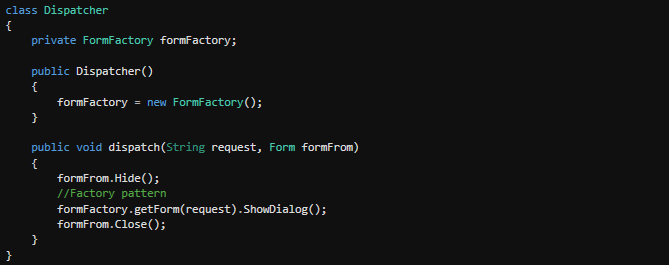 class Dispatcher
{
    private FormFactory formFactory;

    public Dispatcher()
    {
        formFactory = new FormFactory();
    }

    public void dispatch(String request, Form formFrom)
    {
        formFrom.Hide();
        //Factory pattern
        formFactory.getForm(request).ShowDialog();
        formFrom.Close();
    }
}